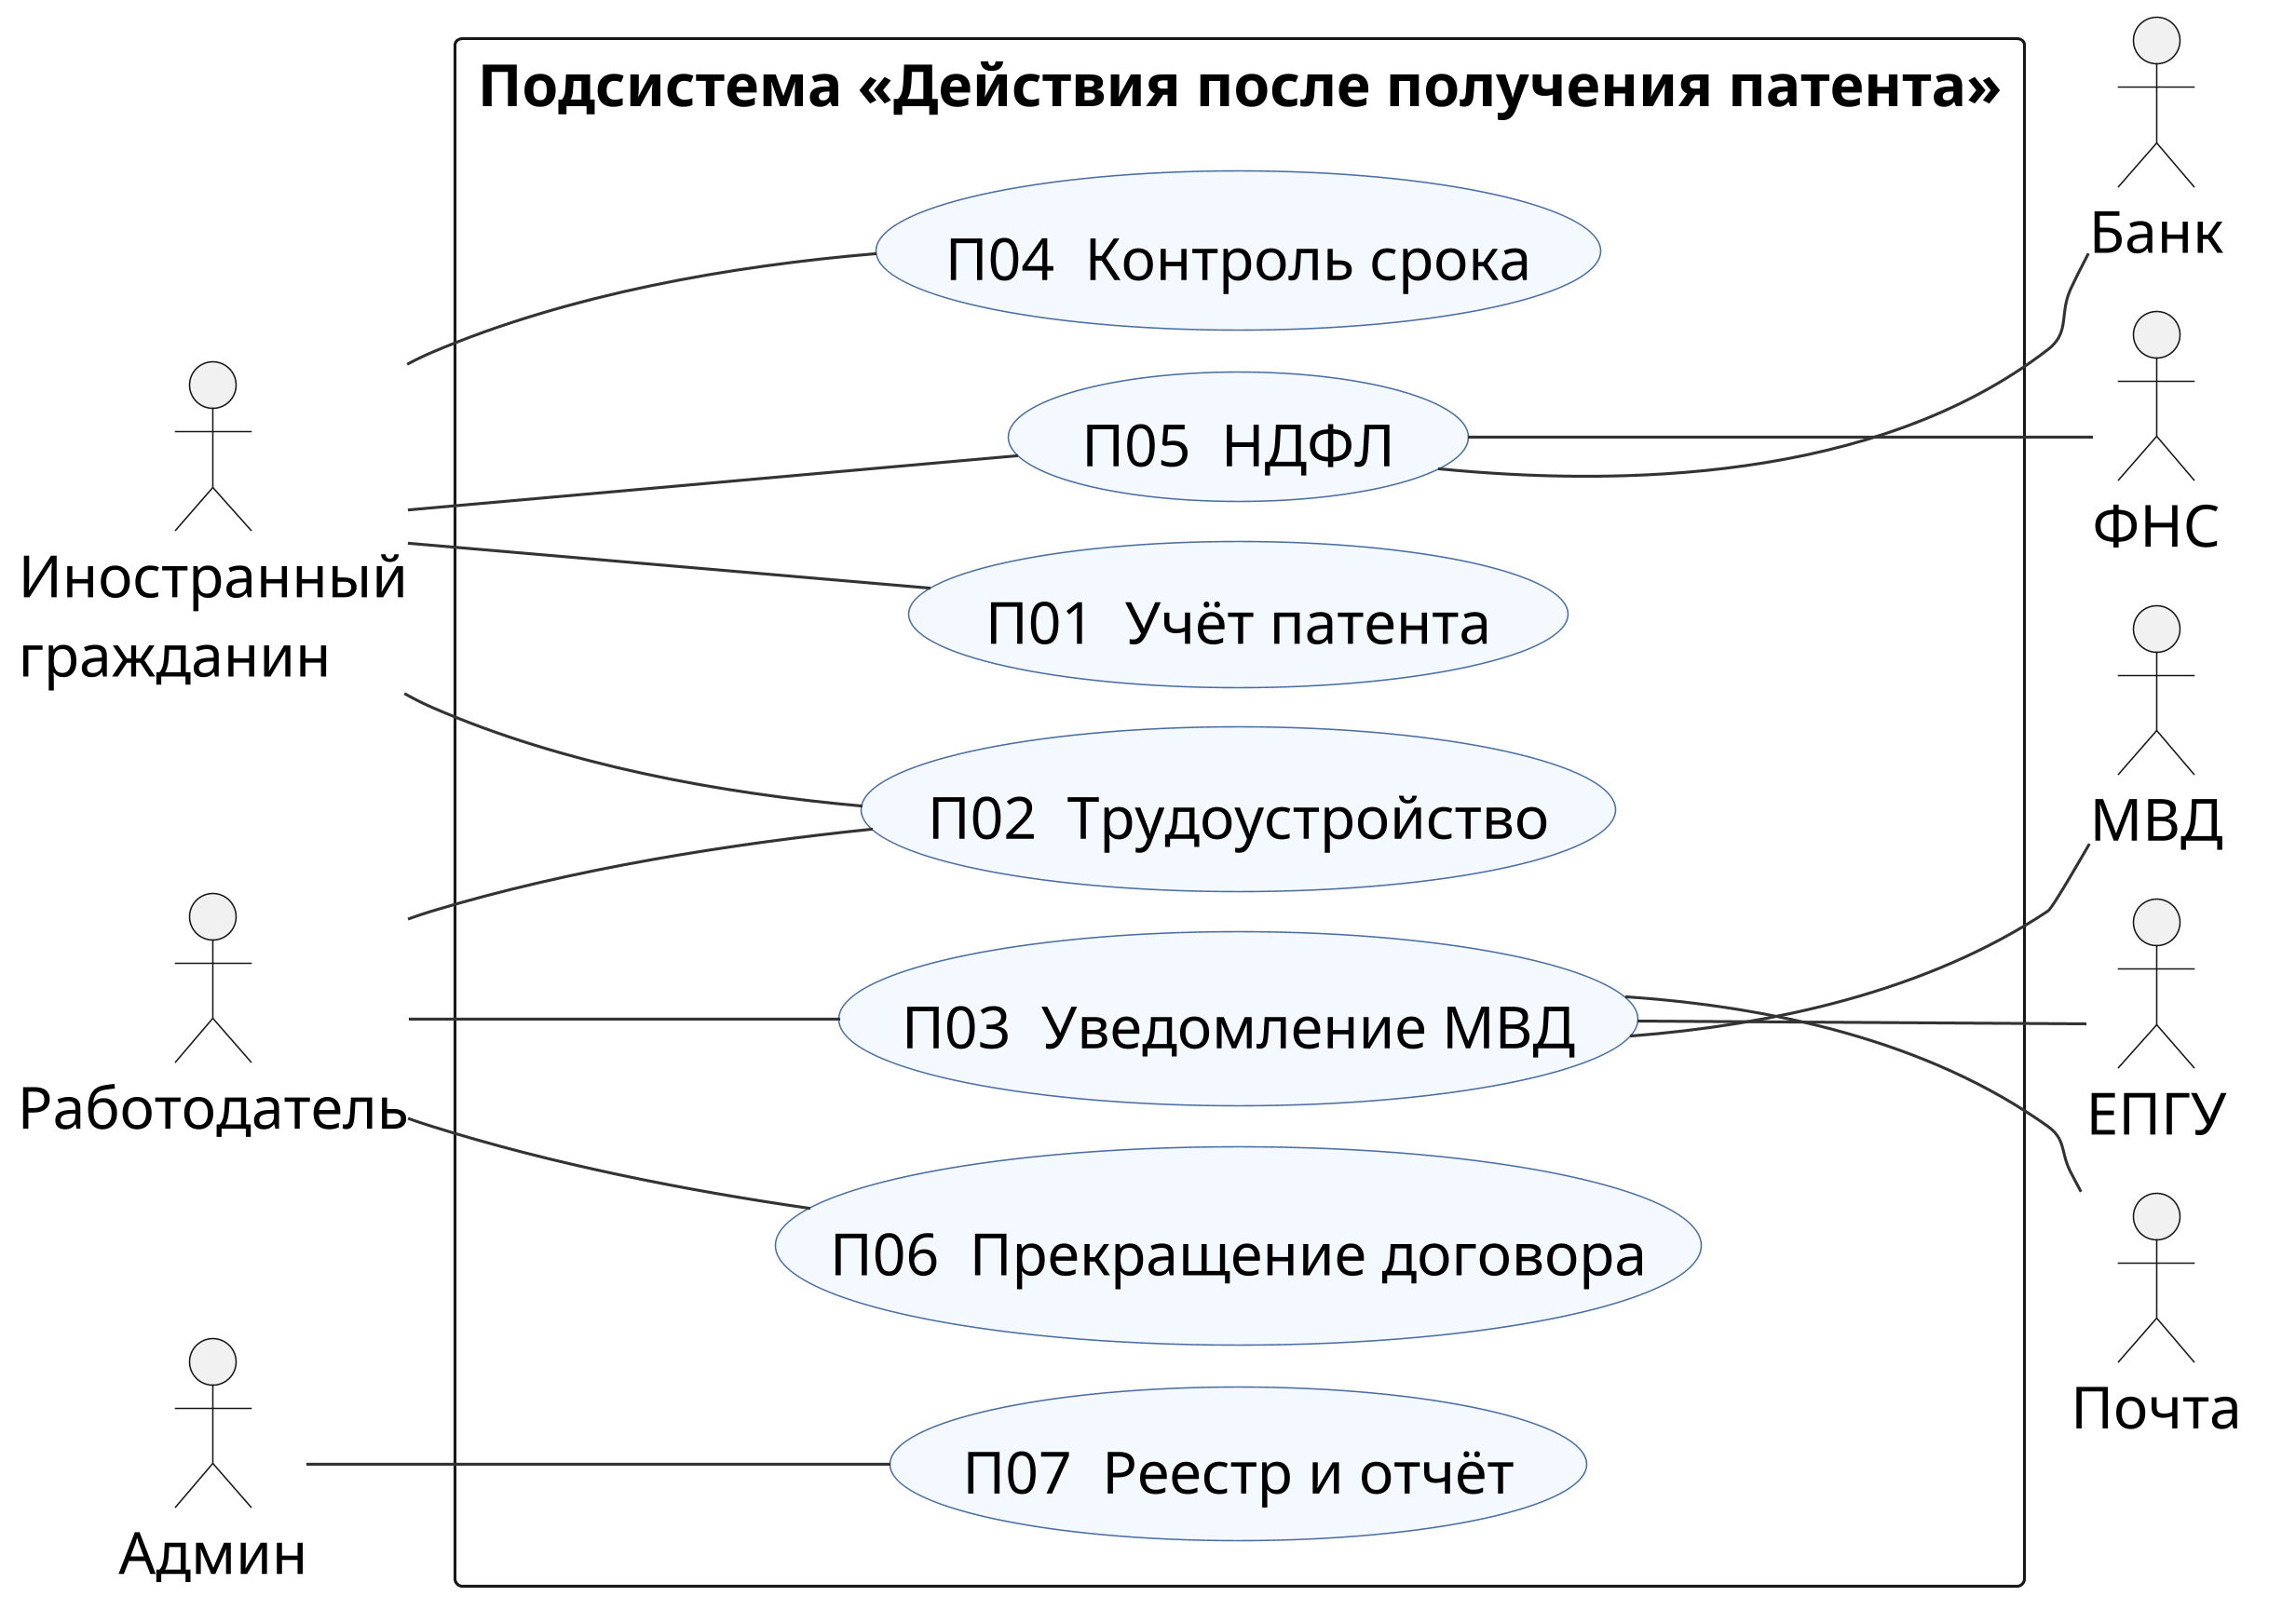 Подсистема «Действия после получения патента»
Банк
П04 Контроль срока
ФНС
П05 НДФЛ
Иностранный
гражданин
П01 Учёт патента
МВД
П02 Трудоустройство
П03 Уведомление МВД
ЕПГУ
Работодатель
П06 Прекращение договора
Почта
П07 Реестр и отчёт
Админ